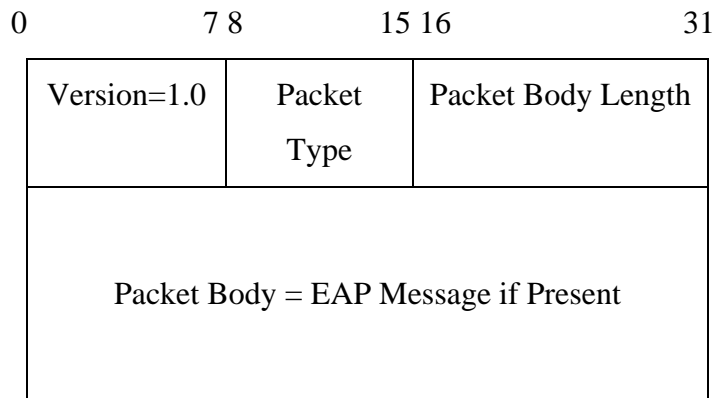 0 7 8 15 16 31
Version=1.0 Packet Packet Body Length
Type
Packet Body = EAP Message if Present